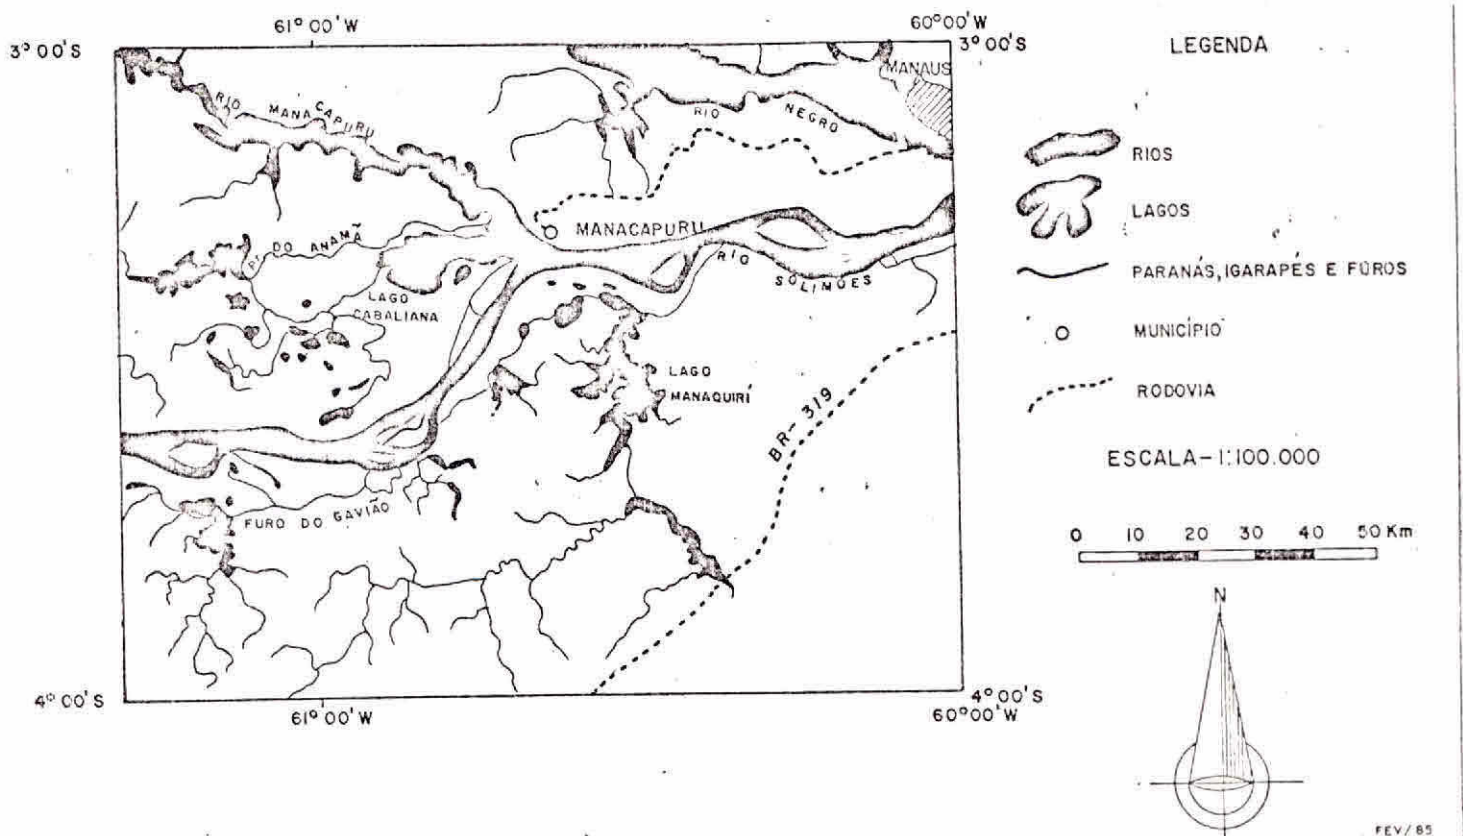 61° 00' W
60° 00' W
3° 00' S
3° 00' S
LEGENDA
MANAUS
RIO MANACAPURU
RIO NEGRO
RIOS
LAGOS
MANACAPURU
PR DO ANAMÃ
RIO SOLIMÕES
PARANÁS, IGARAPÉS E FUROS
LAGO
CABALIANA
MUNICÍPIO
LAGO
MANAQUIRÍ
RODOVIA
BR-319
ESCALA - 1:100.000
FURO DO GAVIÃO
0 10 20 30 40 50 Km
N
4° 00' S
4° 00' S
61° 00' W
60° 00' W
FEV/85